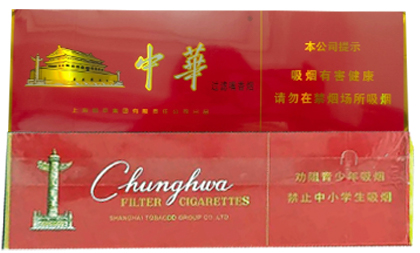 中華
本公司提示
吸烟有害健康
请勿在禁烟场所吸烟
Chunghwa
FILTER CIGARETTES
SHANGHAI TOBACCO GROUP CO.,LTD
劝阻青少年吸烟
禁止中小学生吸烟